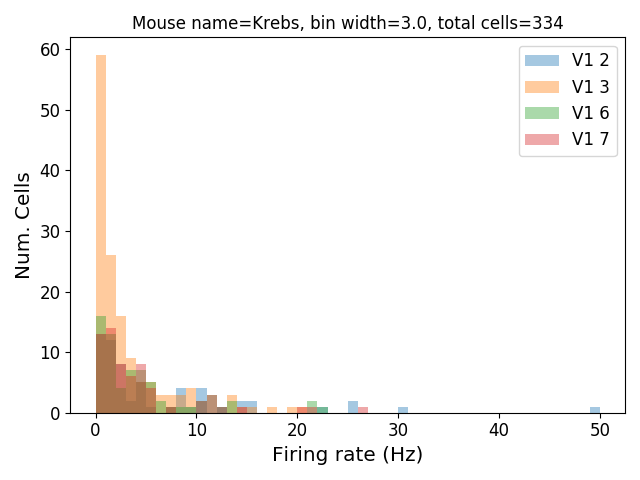 Mouse name=Krebs, bin width=3.0, total cells=334
V1 2
V1 3
V1 6
V1 7
Num. Cells
60
50
40
30
20
10
0
0 10 20 30 40 50
Firing rate (Hz)